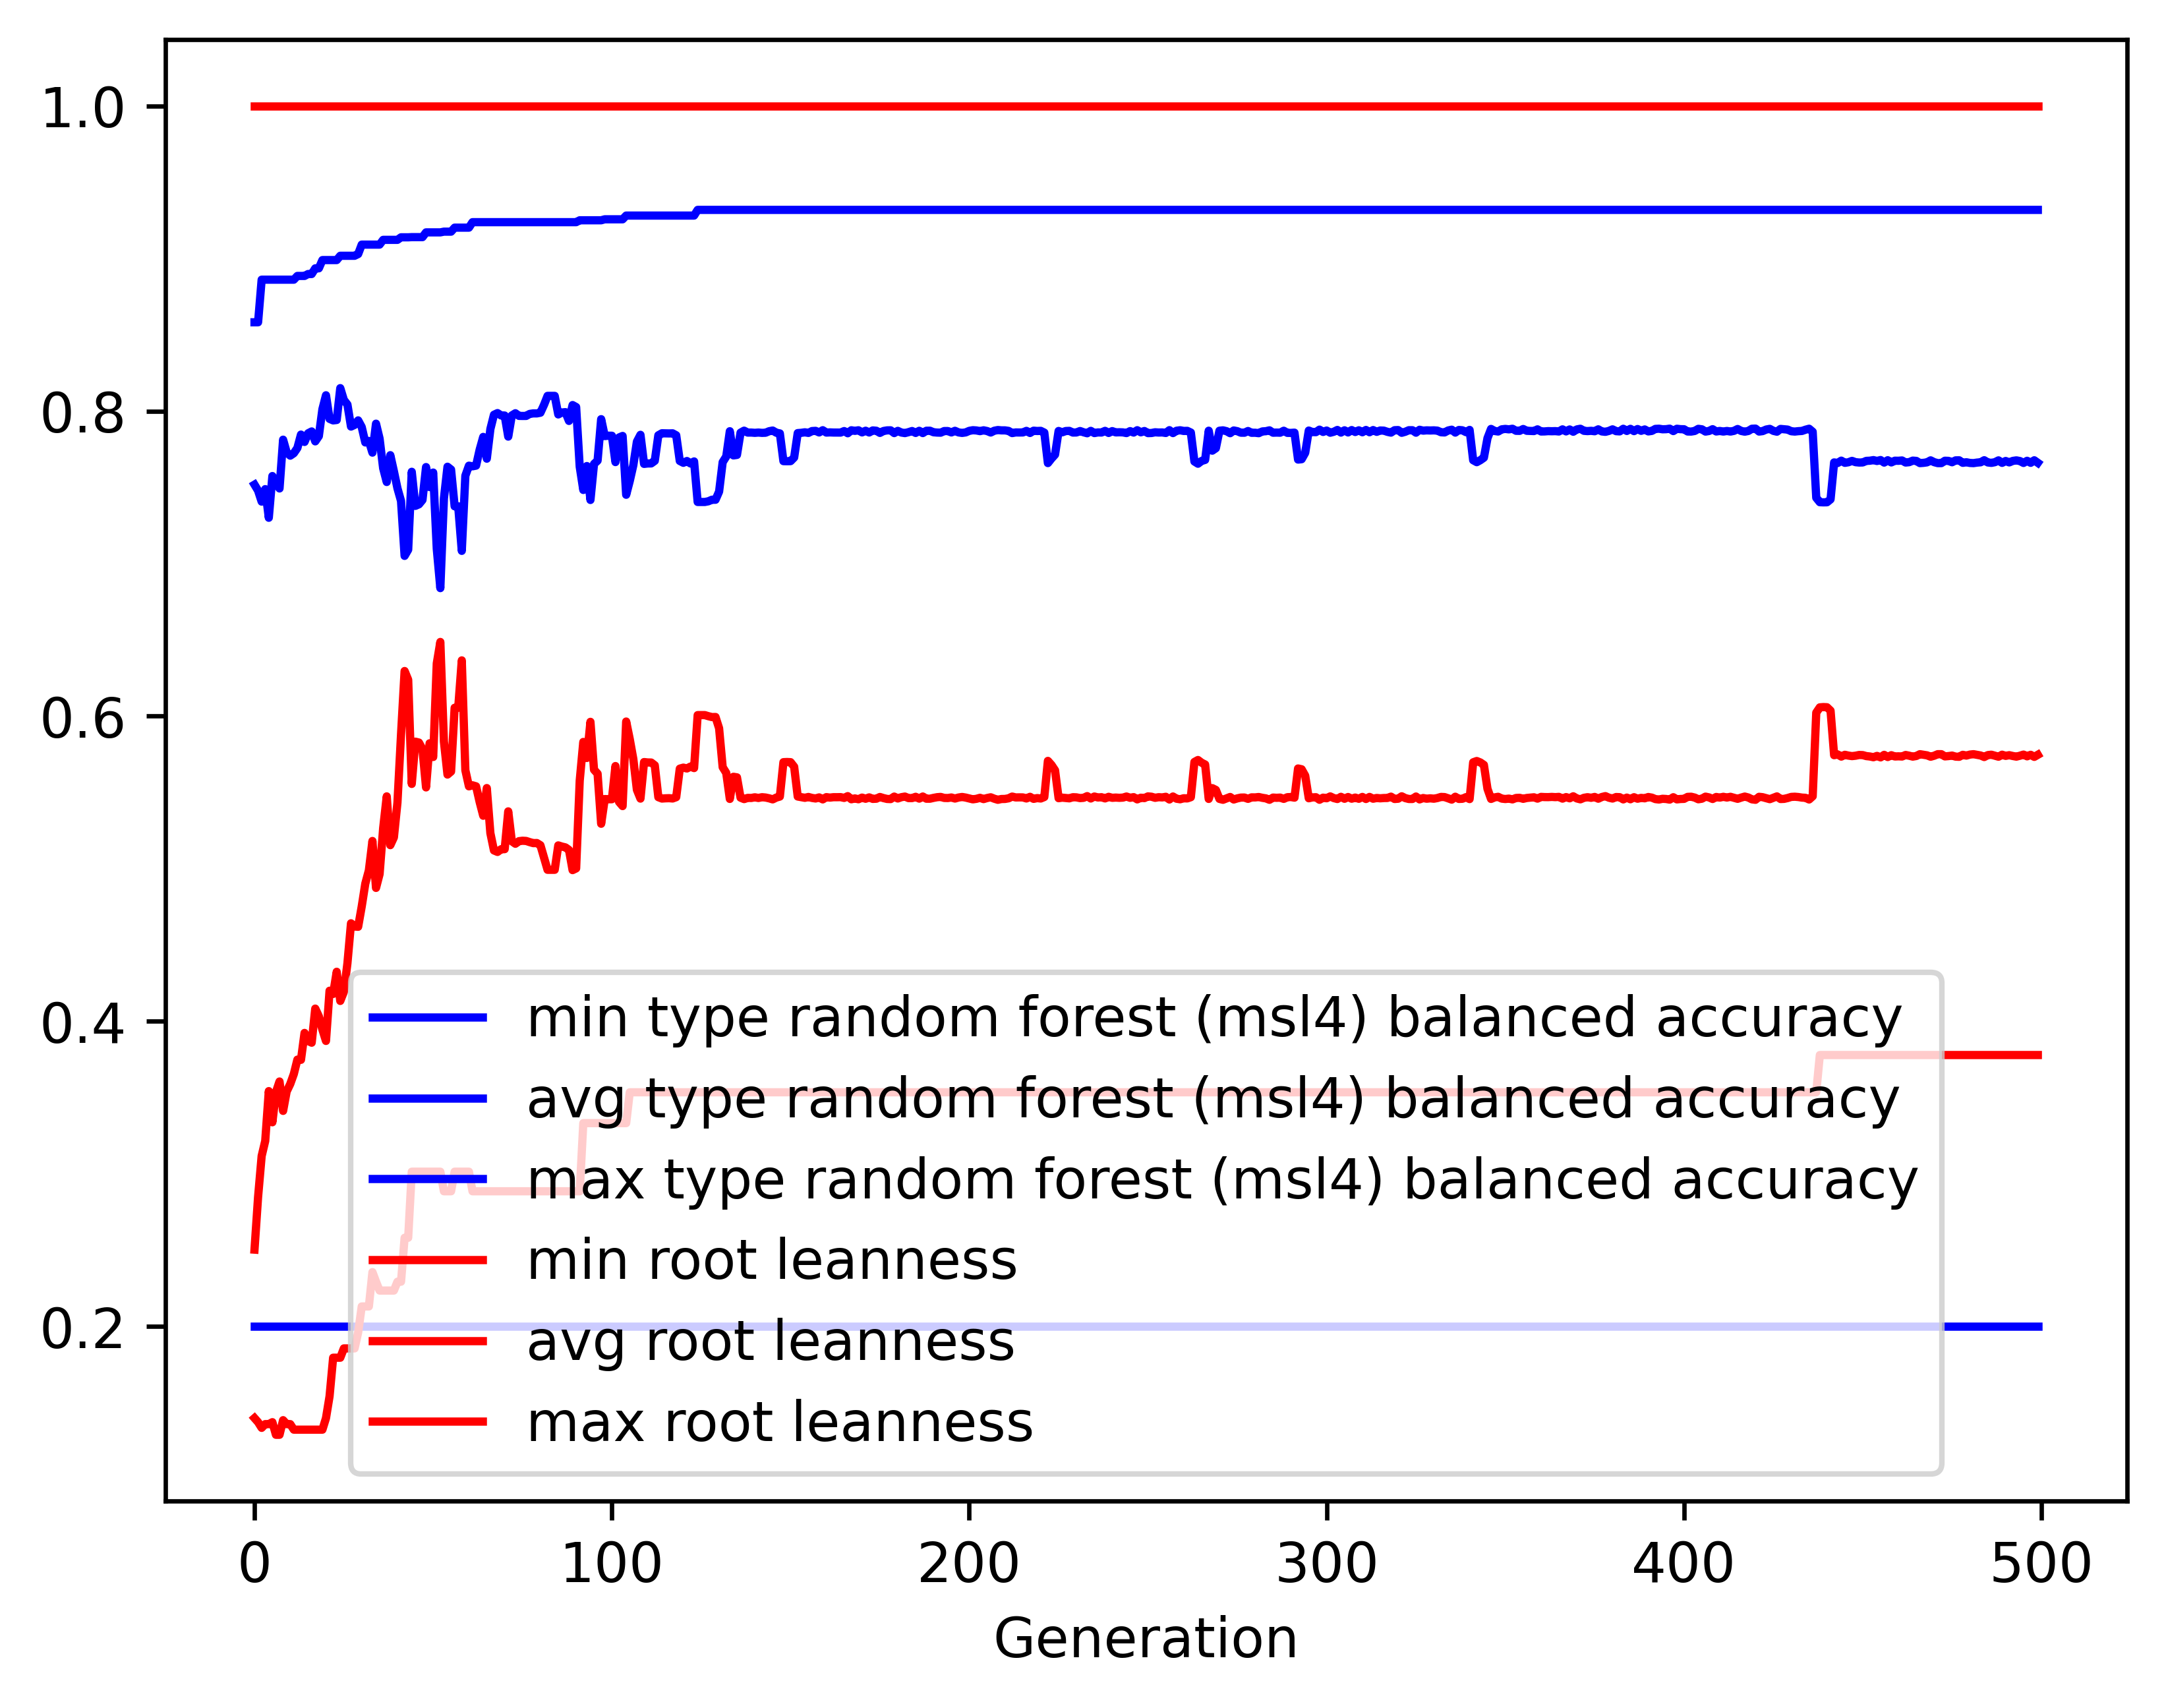 1.0
0.8
0.6
0.4
0.2
min type random forest (msl4) balanced accuracy
avg type random forest (msl4) balanced accuracy
max type random forest (msl4) balanced accuracy
min root leanness
avg root leanness
max root leanness
0 100 200 300 400 500
Generation